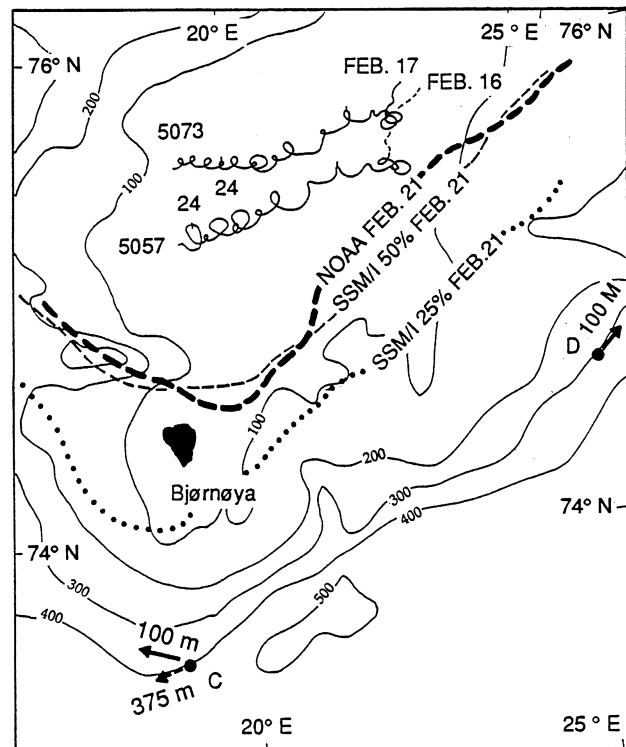 20° E
25° E
76° N
76° N
FEB. 17
FEB. 16
200
5073
100
24
24
5057
NOAA FEB. 21
SSM/I 50% FEB. 21
SSM/I 25% FEB.21
D 100 M
100
Bjørnøya
200
300
400
74° N
74° N
500
300
400
100 m
375 m
C
20° E
25° E